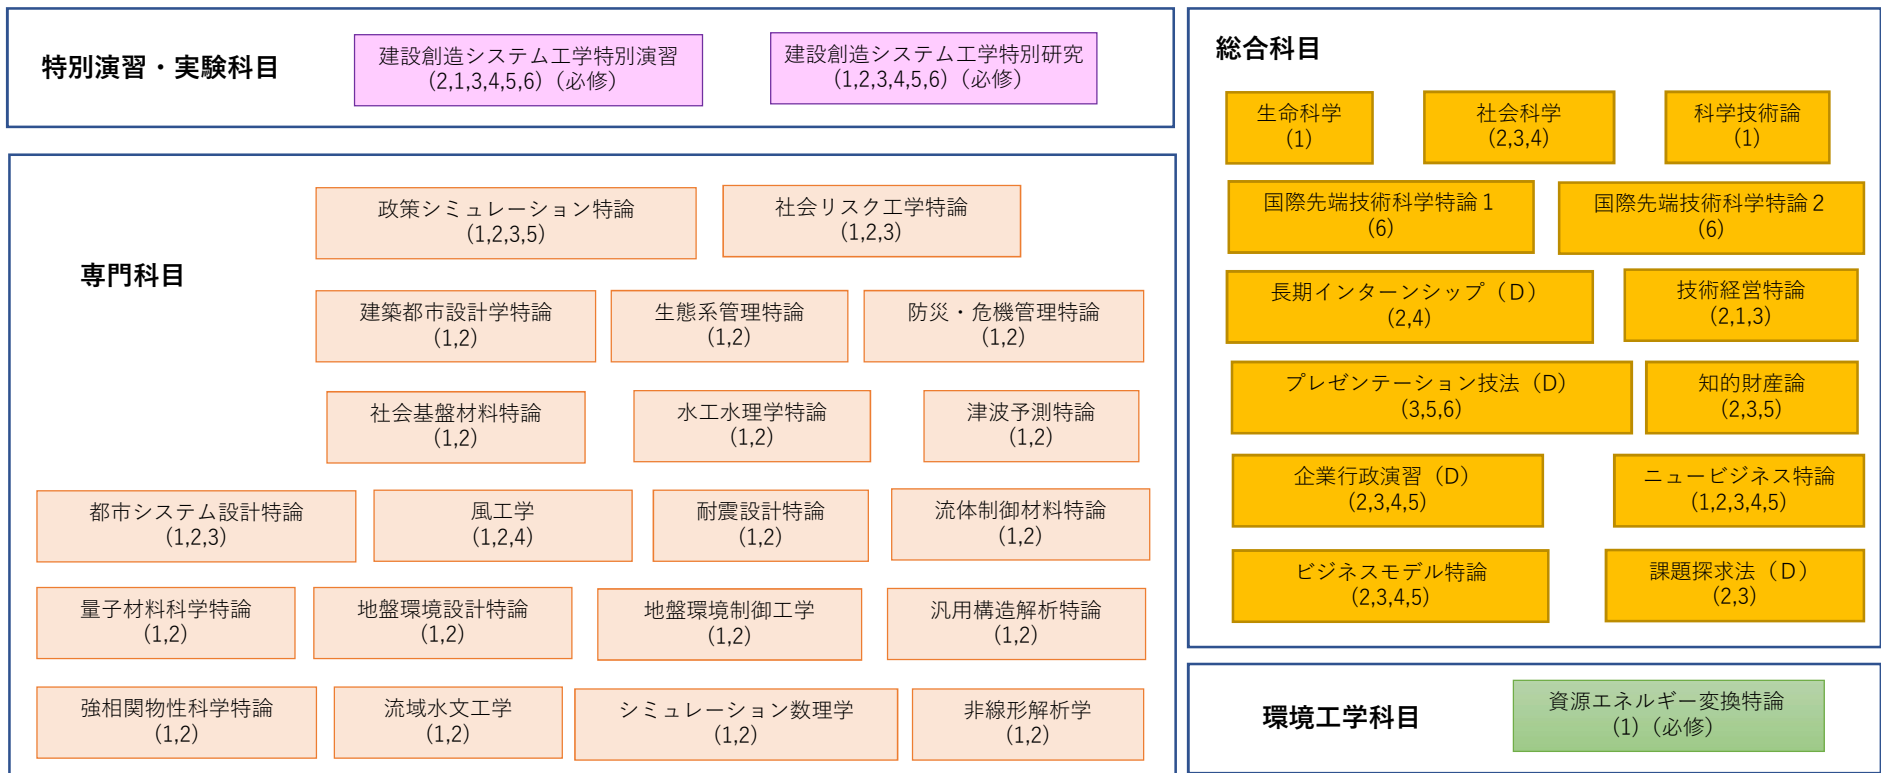 特別演習・実験科目
建設創造システム工学特別演習
(2,1,3,4,5,6)（必修）
建設創造システム工学特別研究
(1,2,3,4,5,6)（必修）
専門科目
政策シミュレーション特論
(1,2,3,5)
社会リスク工学特論
(1,2,3)
建築都市設計学特論
(1,2)
生態系管理特論
(1,2)
防災・危機管理特論
(1,2)
社会基盤材料特論
(1,2)
水工水理学特論
(1,2)
津波予測特論
(1,2)
都市システム設計特論
(1,2,3)
風工学
(1,2,4)
耐震設計特論
(1,2)
流体制御材料特論
(1,2)
量子材料科学特論
(1,2)
地盤環境設計特論
(1,2)
地盤環境制御工学
(1,2)
汎用構造解析特論
(1,2)
強相関物性科学特論
(1,2)
流域水文工学
(1,2)
シミュレーション数理学
(1,2)
非線形解析学
(1,2)
総合科目
生命科学
(1)
社会科学
(2,3,4)
科学技術論
(1)
国際先端技術科学特論１
(6)
国際先端技術科学特論２
(6)
長期インターンシップ（Ｄ）
(2,4)
技術経営特論
(2,1,3)
プレゼンテーション技法（D）
(3,5,6)
知的財産論
(2,3,5)
企業行政演習（D）
(2,3,4,5)
ニュービジネス特論
(1,2,3,4,5)
ビジネスモデル特論
(2,3,4,5)
課題探求法（Ｄ）
(2,3)
環境工学科目
資源エネルギー変換特論
(1)（必修）